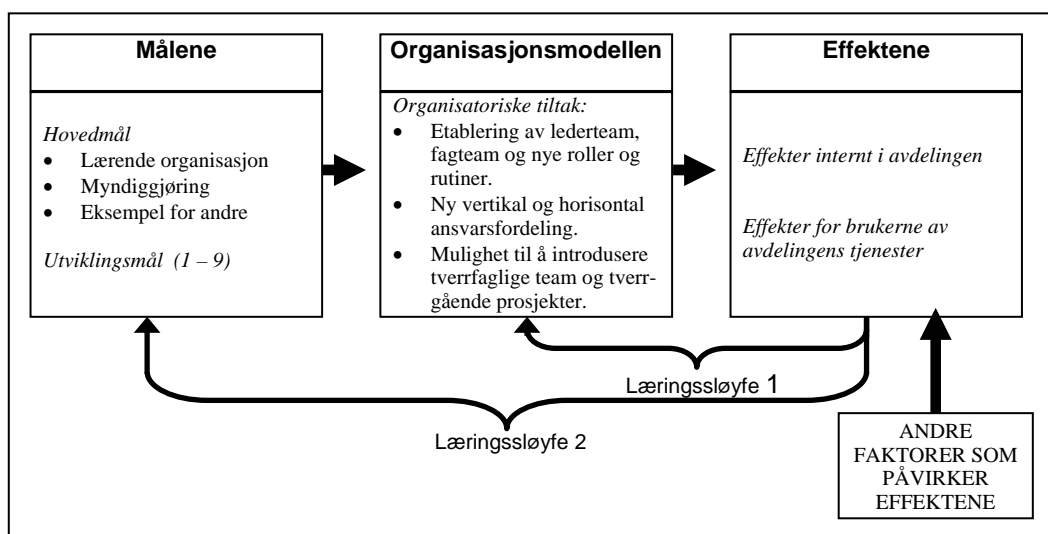 Målene
Hovedmål
• Lærende organisasjon
• Myndiggjøring
• Eksempel for andre
Utviklingsmål (1 – 9)
Organisasjonsmodellen
Organisatoriske tiltak:
• Etablering av lederteam,
fagteam og nye roller og
rutiner.
• Ny vertikal og horisontal
ansvarsfordeling.
• Mulighet til å introdusere
tverrfaglige team og tverr-
gående prosjekter.
Effektene
Effekter internt i avdelingen
Effekter for brukerne av
avdelingens tjenester
Læringssløyfe 1
Læringssløyfe 2
ANDRE
FAKTORER SOM
PÅVIRKER
EFFEKTENE